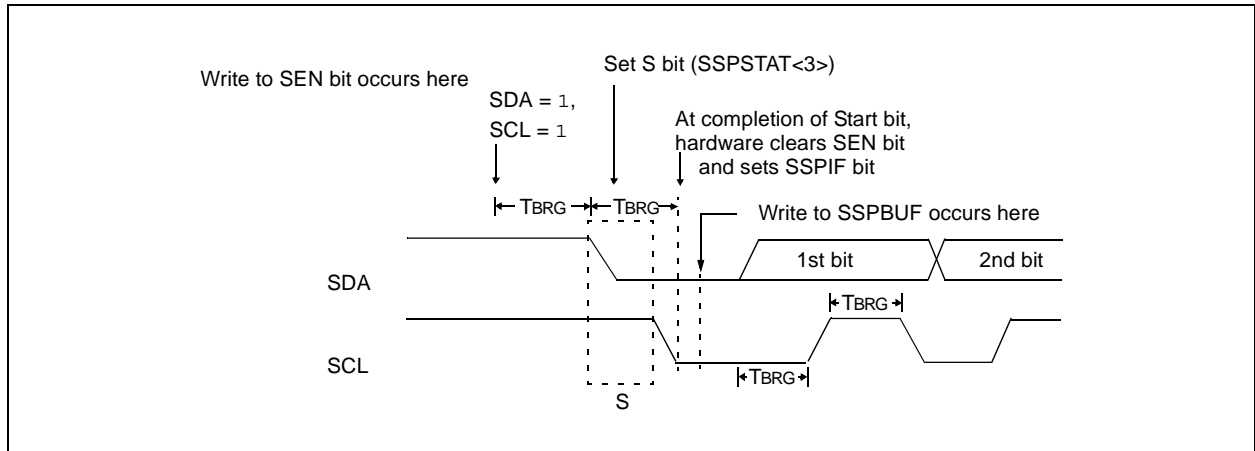 Write to SEN bit occurs here
Set S bit (SSPSTAT<3>)
SDA = 1,
SCL = 1
At completion of Start bit,
hardware clears SEN bit
and sets SSPIF bit
TBRG
TBRG
Write to SSPBUF occurs here
SDA
1st bit
2nd bit
TBRG
SCL
TBRG
S